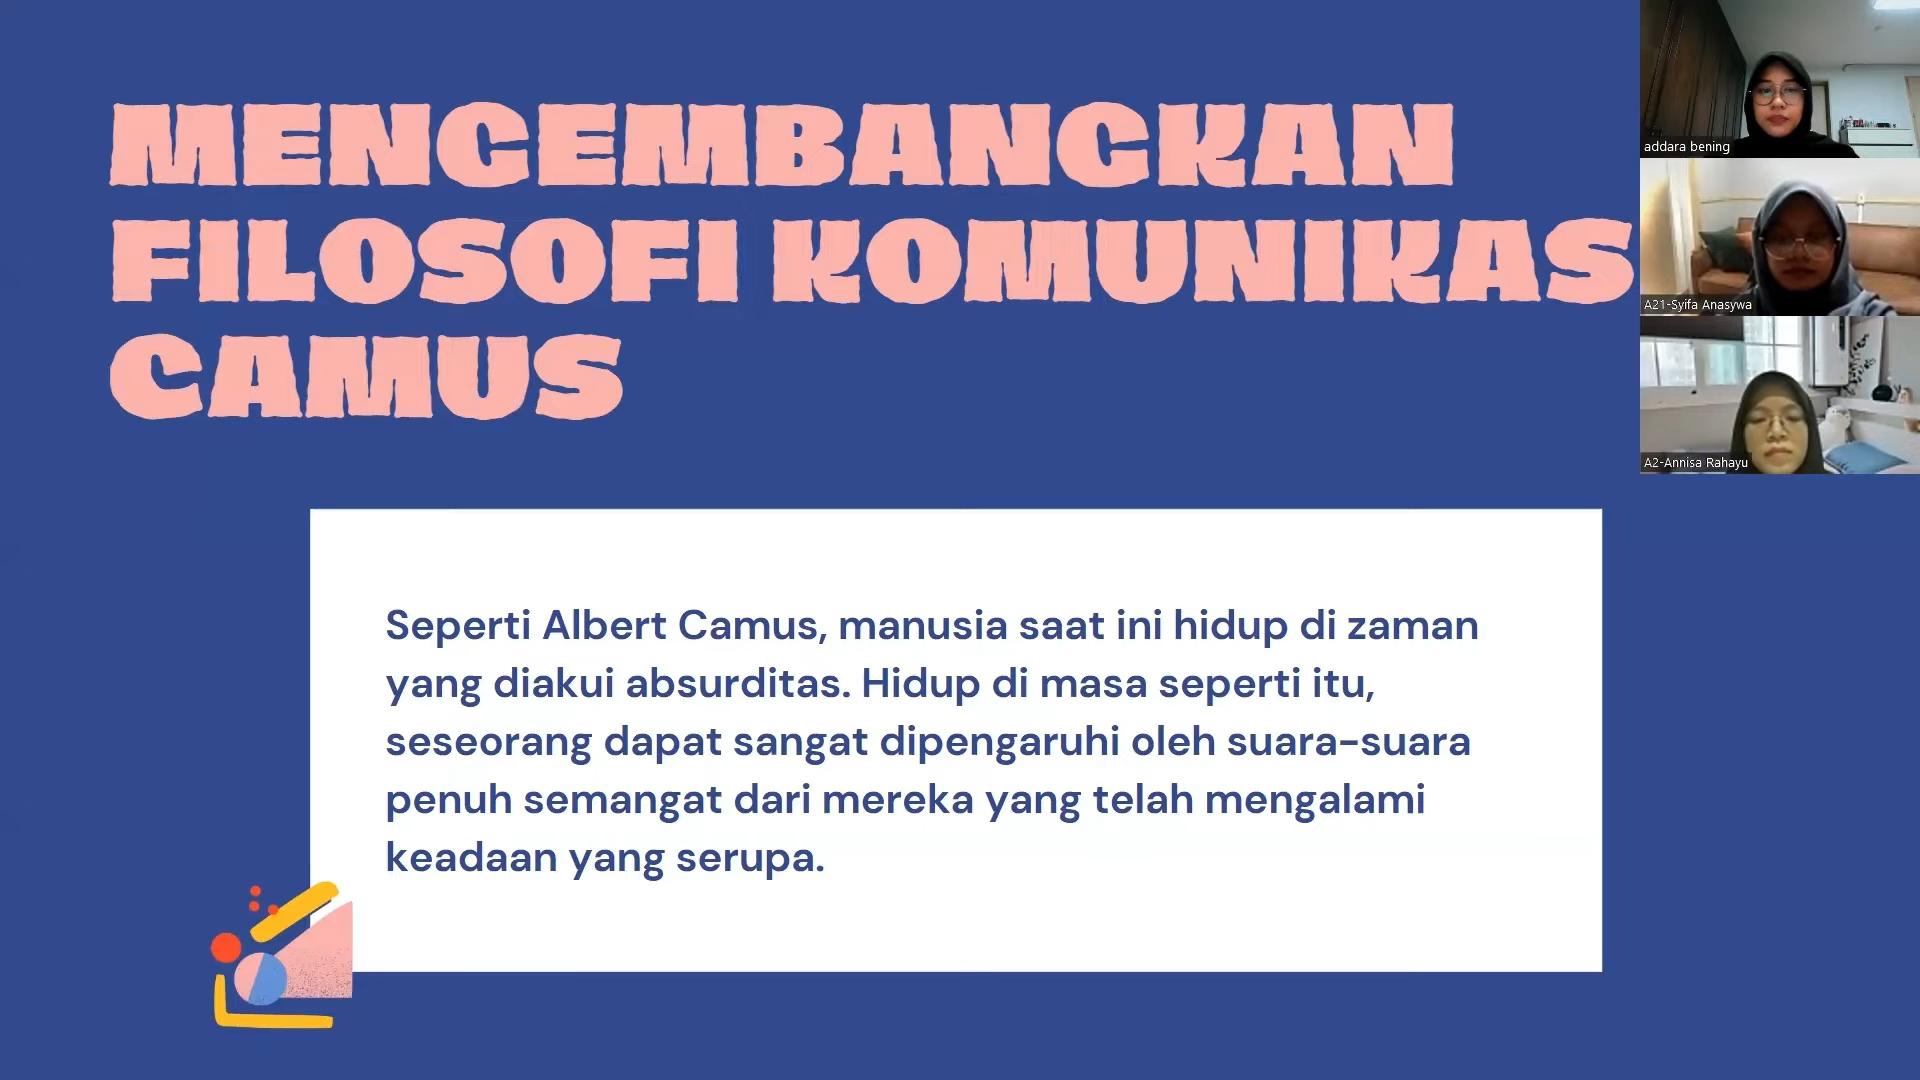 MENGEMBANGKAN
FILOSOFI KOMUNIKAS
CAMUS
Seperti Albert Camus, manusia saat ini hidup di zaman
yang diakui absurditas. Hidup di masa seperti itu,
seseorang dapat sangat dipengaruhi oleh suara-suara
penuh semangat dari mereka yang telah mengalami
keadaan yang serupa.
addara bening
A21-Syifa Anasywa
A2-Annisa Rahayu